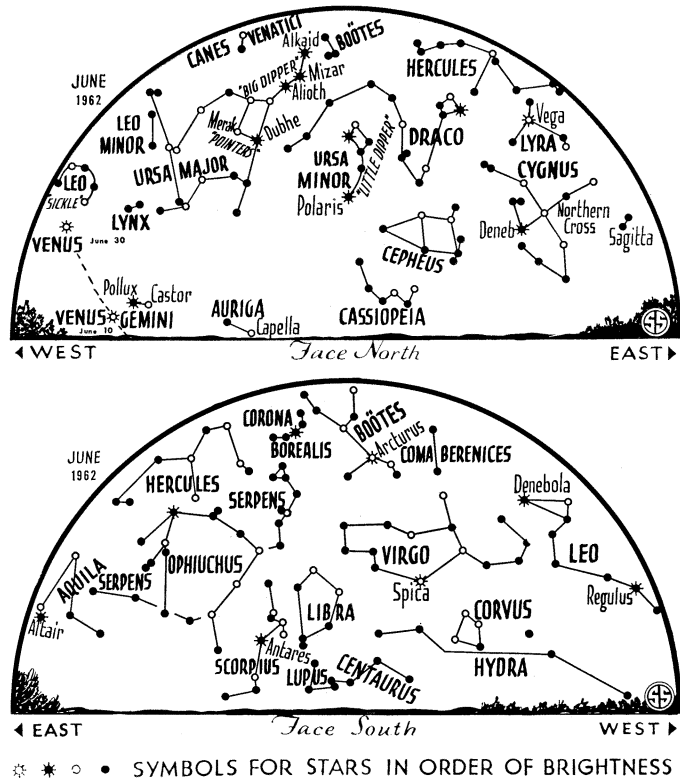 CANES VENATICI
Alkaid
BOÖTES
HERCULES
JUNE
1962
"BIG DIPPER"
Mizar
Alioth
LEO
MINOR
Merak
"POINTERS"
Dubhe
DRACO
Vega
LYRA
URSA MAJOR
URSA
MINOR
"LITTLE DIPPER"
Polaris
CYGNUS
LEO
"SICKLE"
LYNX
Northern
Cross
Deneb
Sagitta
VENUS June 30
CEPHEUS
Pollux
Castor
VENUS
June 10
GEMINI
AURIGA
Capella
CASSIOPEIA
WEST
Face North
EAST
JUNE
1962
CORONA
BOREALIS
BOÖTES
Arcturus
COMA BERENICES
HERCULES
SERPENS
Denebola
AQUILA
SERPENS
OPHIUCHUS
VIRGO
Spica
LEO
Regulus
Altair
LIBRA
CORVUS
Antares
SCORPIUS
LUPUS
CENTAURUS
HYDRA
EAST
Face South
WEST
SYMBOLS FOR STARS IN ORDER OF BRIGHTNESS